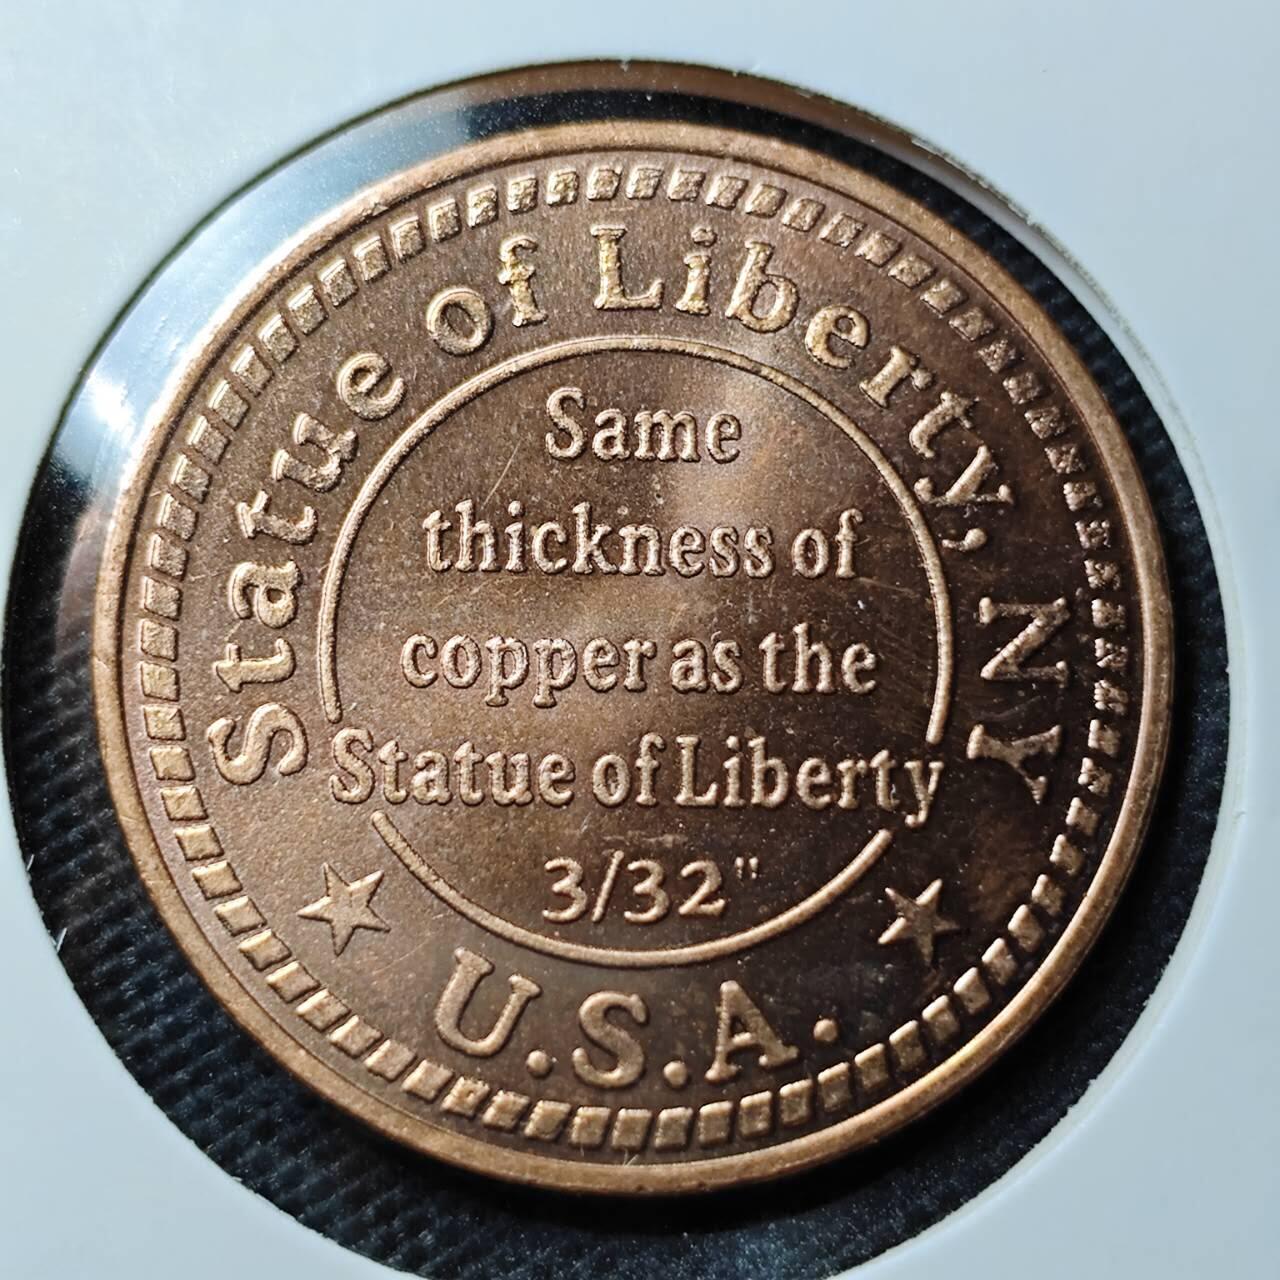 Statue of Liberty, NY
Same
thickness of
copper as the
Statue of Liberty
3/32"
U.S.A.